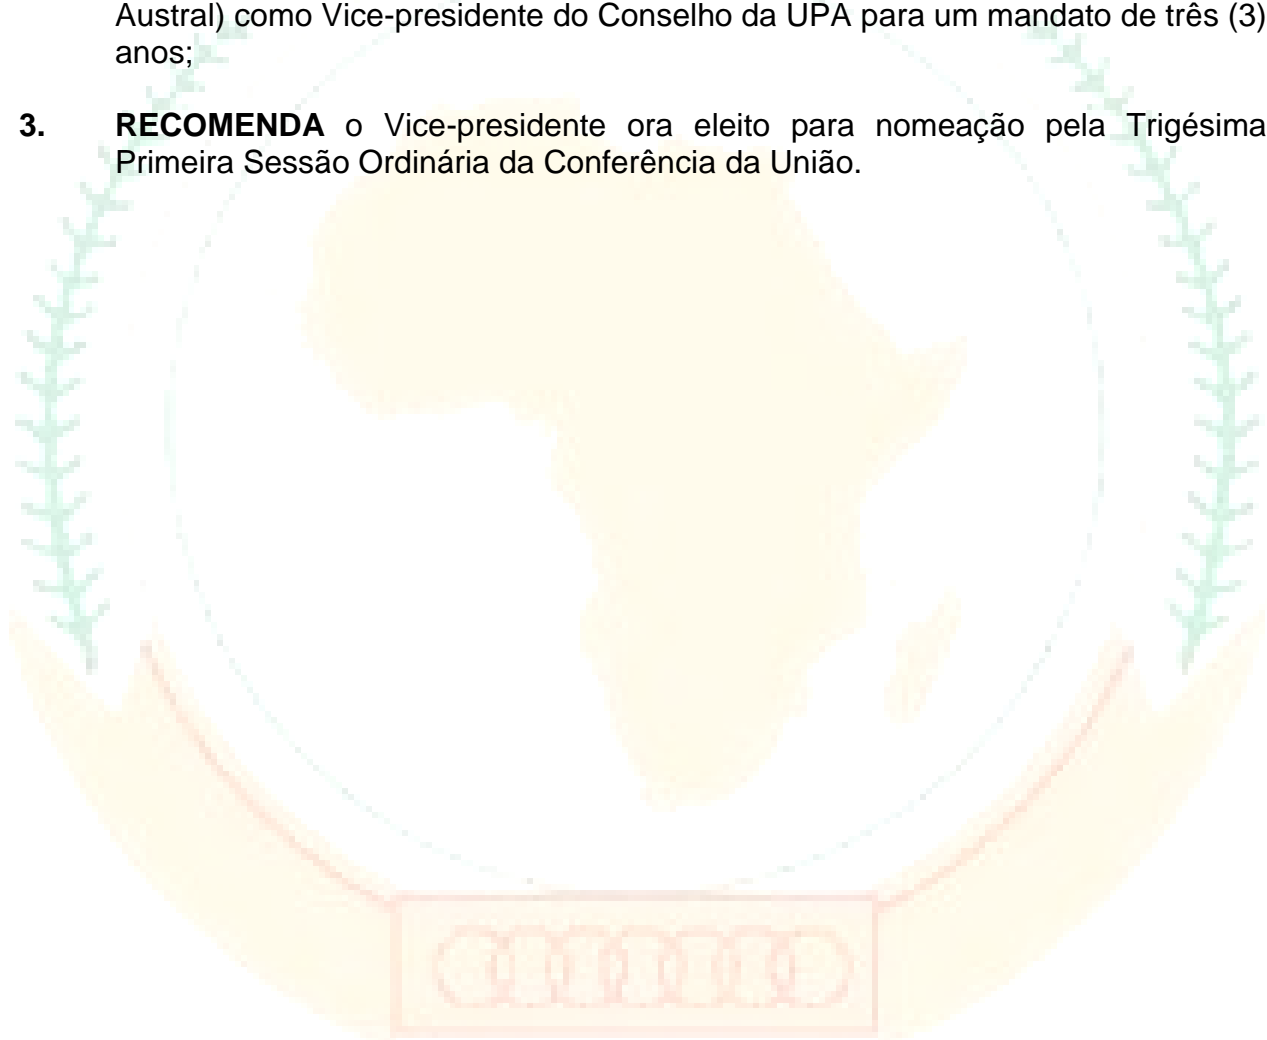 Austral) como Vice-presidente do Conselho da UPA para um mandato de três (3)
anos;
3. RECOMENDA o Vice-presidente ora eleito para nomeação pela Trigésima
Primeira Sessão Ordinária da Conferência da União.